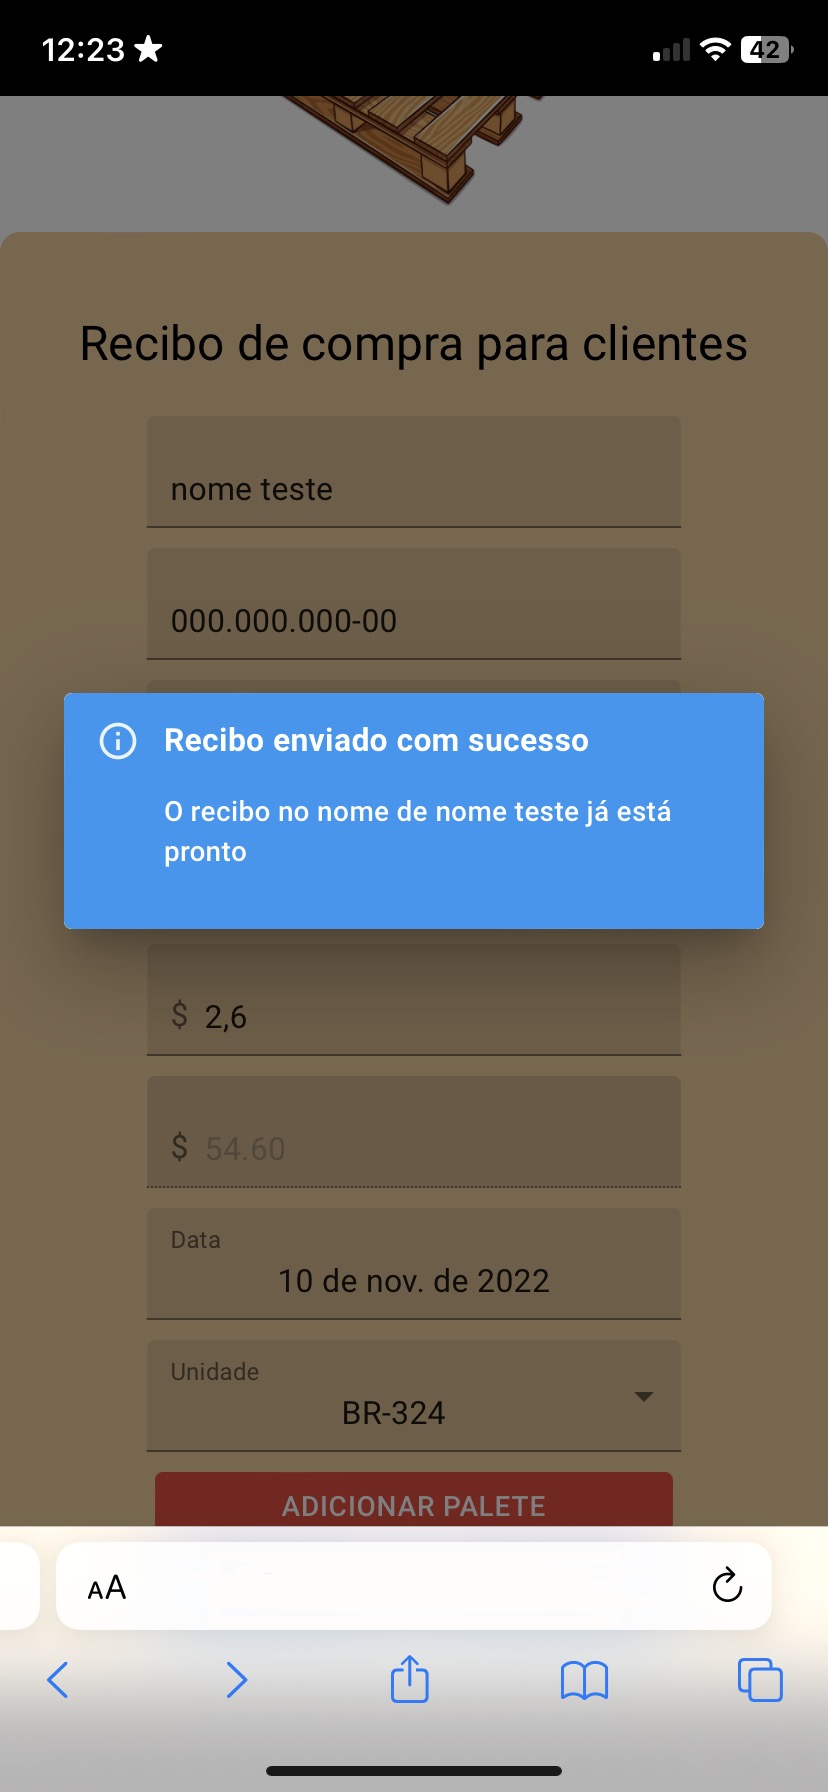 12:23
42
Recibo de compra para clientes
nome teste
000.000.000-00
Recibo enviado com sucesso
O recibo no nome de nome teste já está
pronto
$ 2,6
$ 54.60
Data
10 de nov. de 2022
Unidade
BR-324
ADICIONAR PALETE
AA